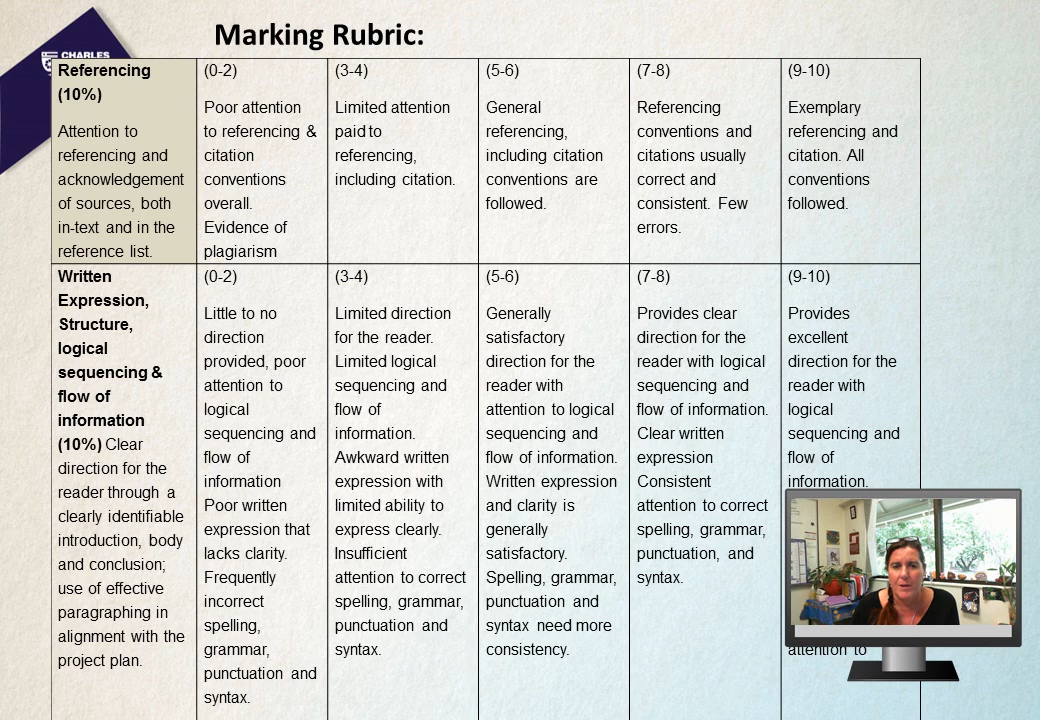 Marking Rubric:
CHARLES
Referencing
(10%)
Attention to
referencing and
acknowledgement
of sources, both
in-text and in the
reference list.
(0-2)
Poor attention
to referencing &
citation
conventions
overall.
Evidence of
plagiarism
(3-4)
Limited attention
paid to
referencing,
including citation.
(5-6)
General
referencing,
including citation
conventions are
followed.
(7-8)
Referencing
conventions and
citations usually
correct and
consistent. Few
errors.
(9-10)
Exemplary
referencing and
citation. All
conventions
followed.
Written
Expression,
Structure,
logical
sequencing &
flow of
information
(10%) Clear
direction for the
reader through a
clearly identifiable
introduction, body
and conclusion;
use of effective
paragraphing in
alignment with the
project plan.
(0-2)
Little to no
direction
provided, poor
attention to
logical
sequencing and
flow of
information
Poor written
expression that
lacks clarity.
Frequently
incorrect
spelling,
grammar,
punctuation and
syntax.
(3-4)
Limited direction
for the reader.
Limited logical
sequencing and
flow of
information.
Awkward written
expression with
limited ability to
express clearly.
Insufficient
attention to correct
spelling, grammar,
punctuation and
syntax.
(5-6)
Generally
satisfactory
direction for the
reader with
attention to logical
sequencing and
flow of information.
Written expression
and clarity is
generally
satisfactory.
Spelling, grammar,
punctuation and
syntax need more
consistency.
(7-8)
Provides clear
direction for the
reader with logical
sequencing and
flow of information.
Clear written
expression
Consistent
attention to correct
spelling, grammar,
punctuation, and
syntax.
(9-10)
Provides
excellent
direction for the
reader with
logical
sequencing and
flow of
information.
attention to